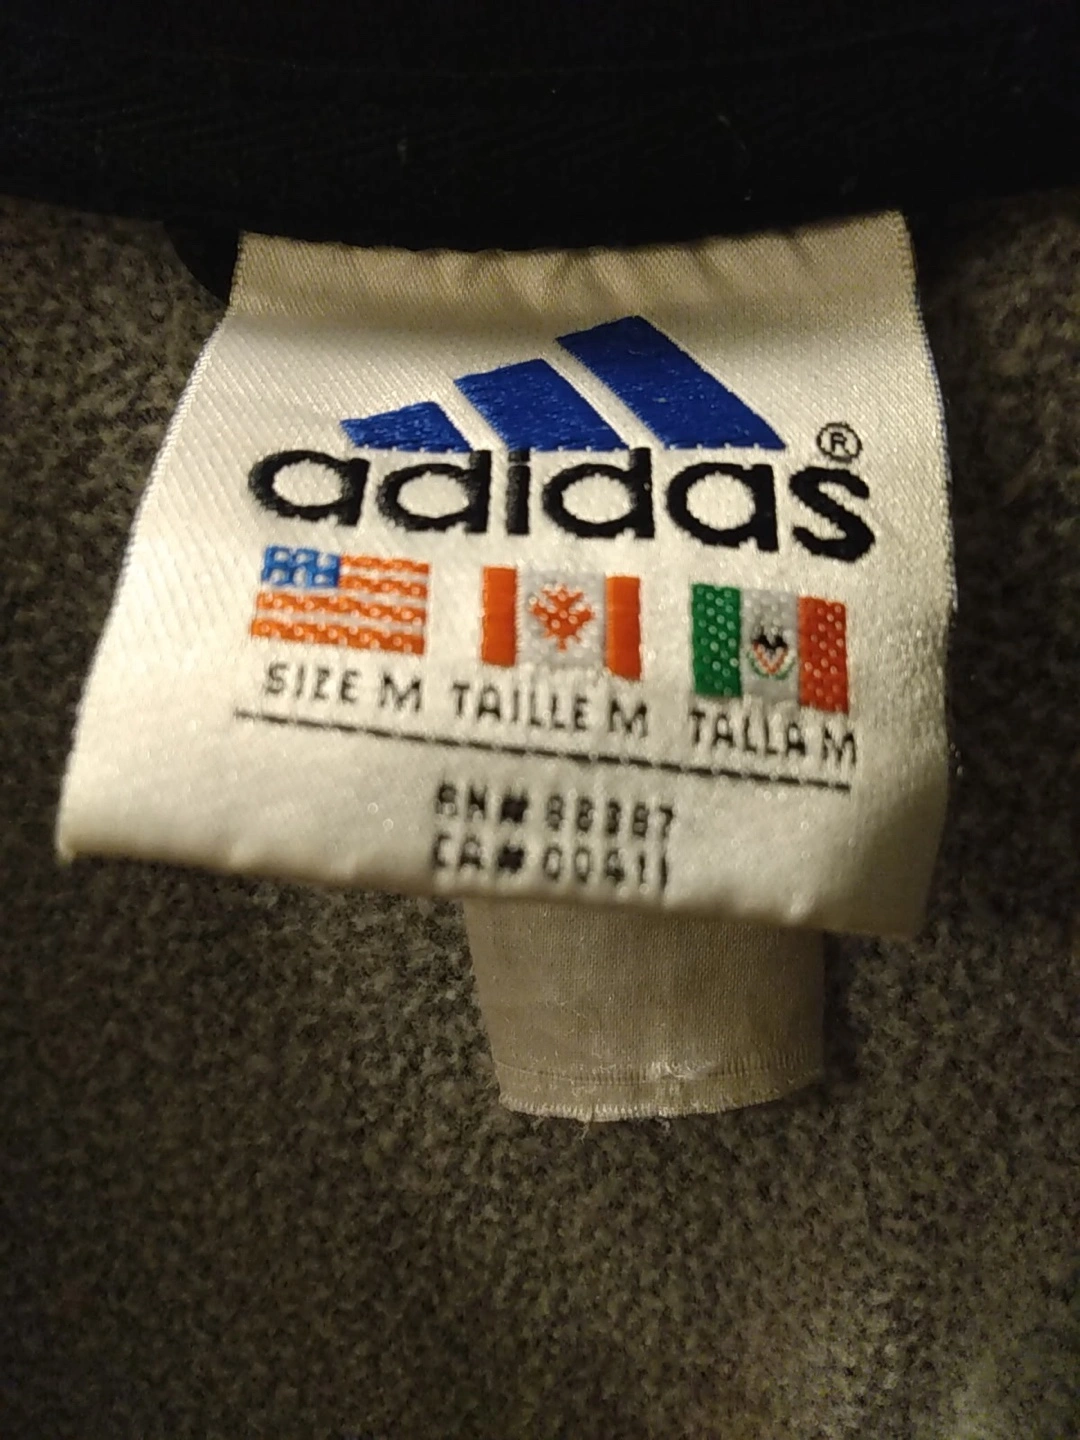 adidas®
SIZE M TAILLE M TALLA M
RN# 88387
CA# 00411